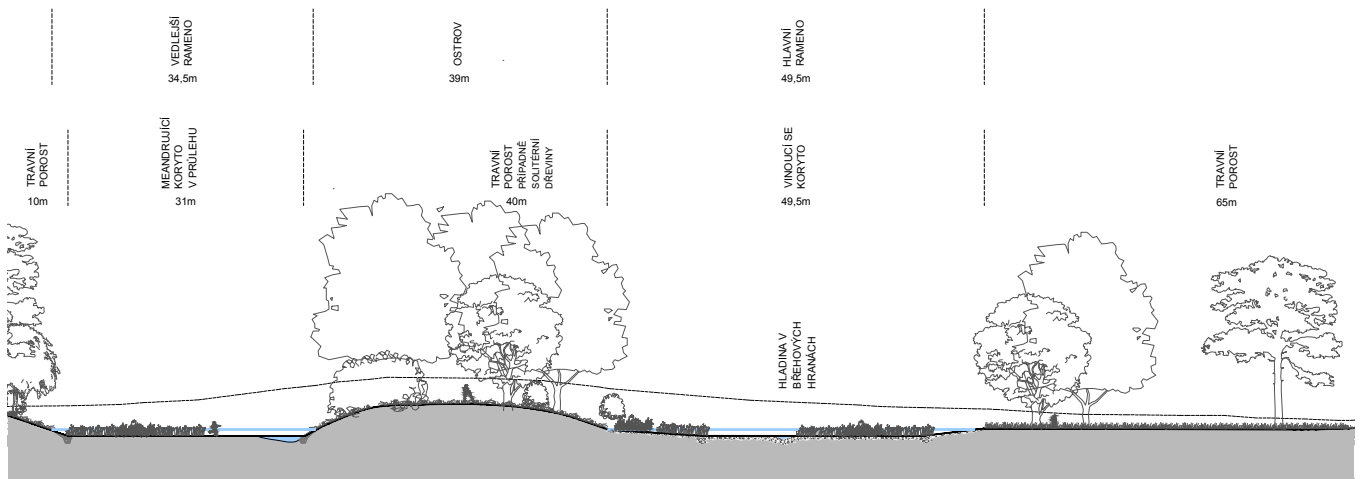 VEDLEJŠÍ
RAMENO
34,5m
OSTROV
39m
HLAVNÍ
RAMENO
49,5m
TRAVNÍ
POROST
10m
MEANDRUJÍCÍ
KORYTO
V PRŮLEHU
31m
TRAVNÍ
POROST
PŘÍPADNĚ
SOLITÉRNÍ
DŘEVINY
40m
VINOUCÍ SE
KORYTO
49,5m
TRAVNÍ
POROST
65m
HLADINA V
BŘEHOVÝCH
HRANÁCH